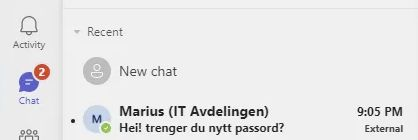 Activity
2
Chat
Recent
New chat
M
Marius (IT Avdelingen) 9:05 PM
Hei! trenger du nytt passord? External